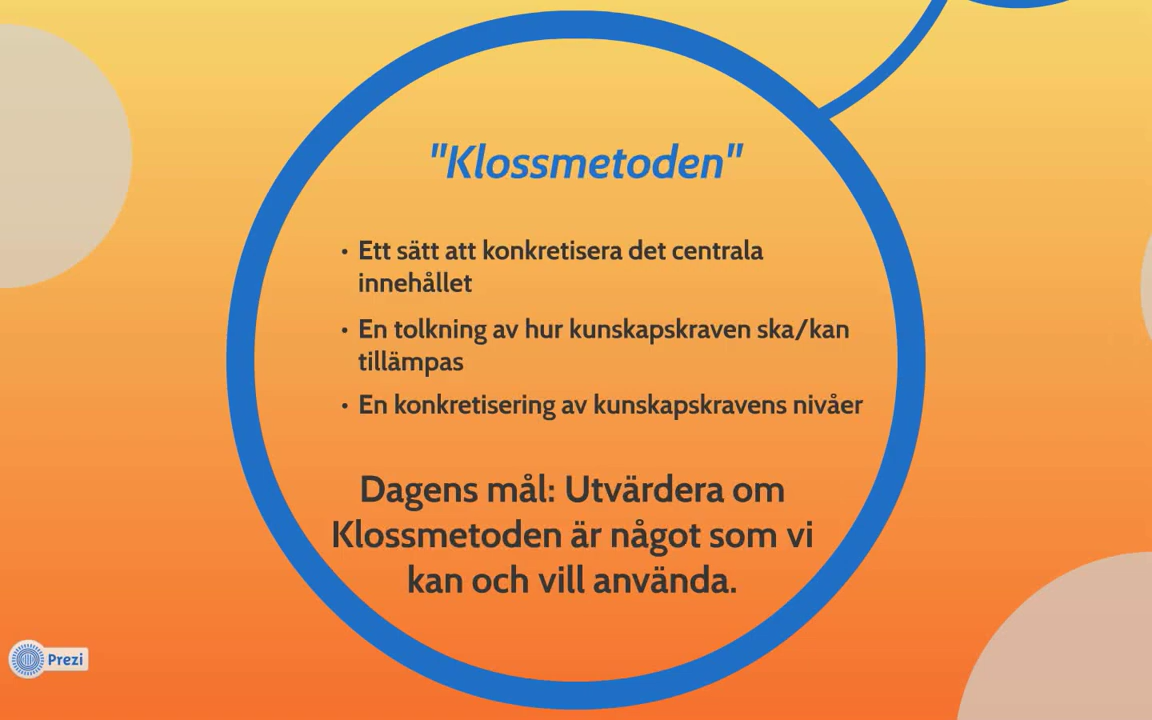 "Klossmetoden"
• Ett sätt att konkretisera det centrala
innehållet
• En tolkning av hur kunskapskraven ska/kan
tillämpas
• En konkretisering av kunskapskravens nivåer
Dagens mål: Utvärdera om
Klossmetoden är något som vi
kan och vill använda.
Prezi